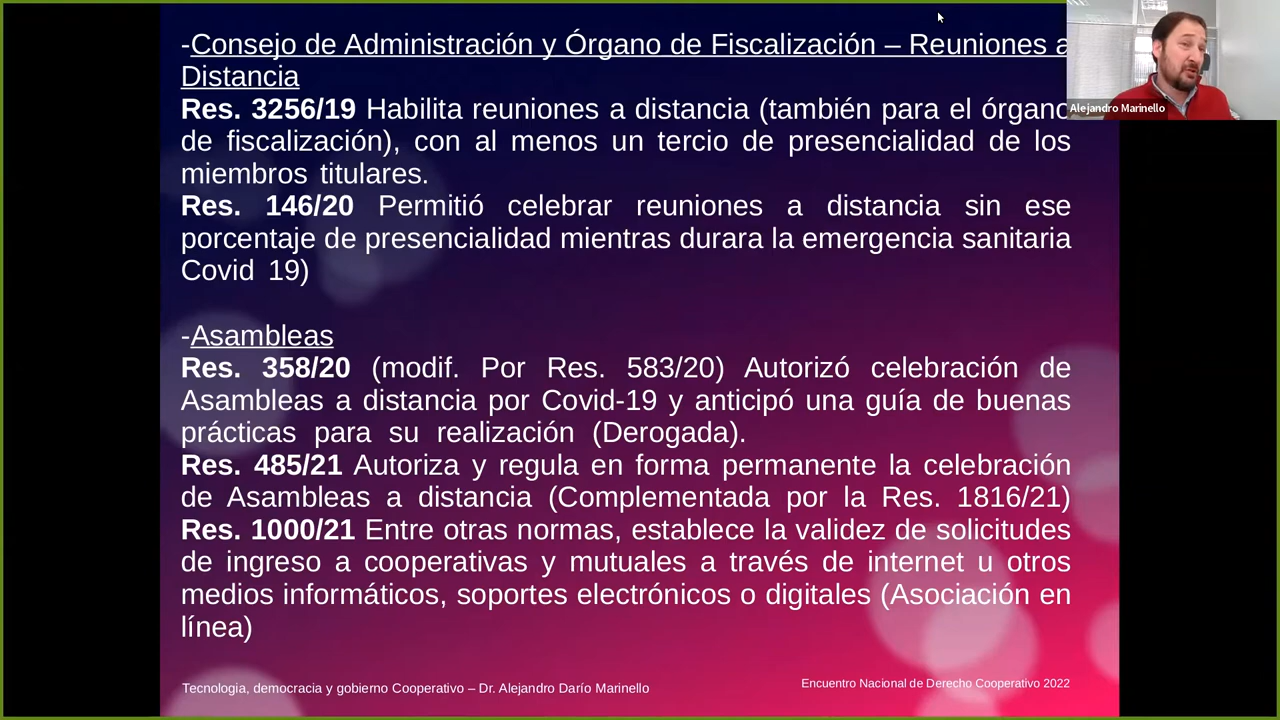 -Consejo de Administración y Órgano de Fiscalización – Reuniones a
Distancia
Res. 3256/19 Habilita reuniones a distancia (también para el órgano
de fiscalización), con al menos un tercio de presencialidad de los
miembros titulares.
Res. 146/20 Permitió celebrar reuniones a distancia sin ese
porcentaje de presencialidad mientras durara la emergencia sanitaria
Covid 19)
-Asambleas
Res. 358/20 (modif. Por Res. 583/20) Autorizó celebración de
Asambleas a distancia por Covid-19 y anticipó una guía de buenas
prácticas para su realización (Derogada).
Res. 485/21 Autoriza y regula en forma permanente la celebración
de Asambleas a distancia (Complementada por la Res. 1816/21)
Res. 1000/21 Entre otras normas, establece la validez de solicitudes
de ingreso a cooperativas y mutuales a través de internet u otros
medios informáticos, soportes electrónicos o digitales (Asociación en
línea)
Tecnologia, democracia y gobierno Cooperativo – Dr. Alejandro Darío Marinello
Encuentro Nacional de Derecho Cooperativo 2022
Alejandro Marinello